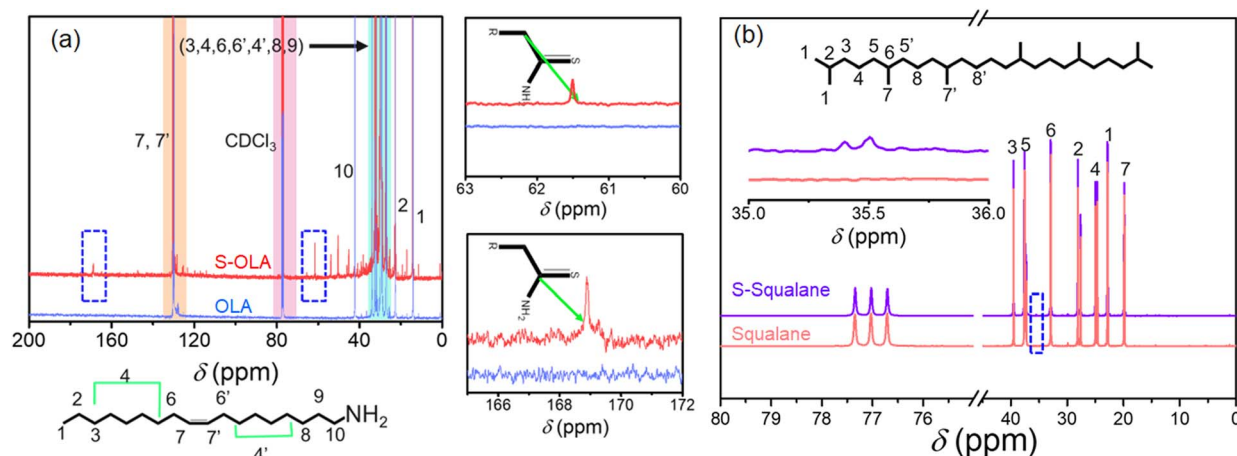 (a)
(3,4,6,6',4',8,9)
7, 7'
CDCl3
10
2
1
S-OLA
OLA
200 160 120 80 40 0
δ (ppm)
4
2 6 6' 9
NH2
1 3 7 7' 8 10
4'
R
S
NH
63 62 61 60
δ (ppm)
R
S
NH2
165 166 168 170 172
δ (ppm)
(b)
1 3 5 5'
2 6
4 8 8'
1 7 7'
6
1
3 5 2
4 7
35.0 35.5 36.0
δ (ppm)
S-Squalane
Squalane
80 79 78 77 76 40 30 20 10 0
δ (ppm)